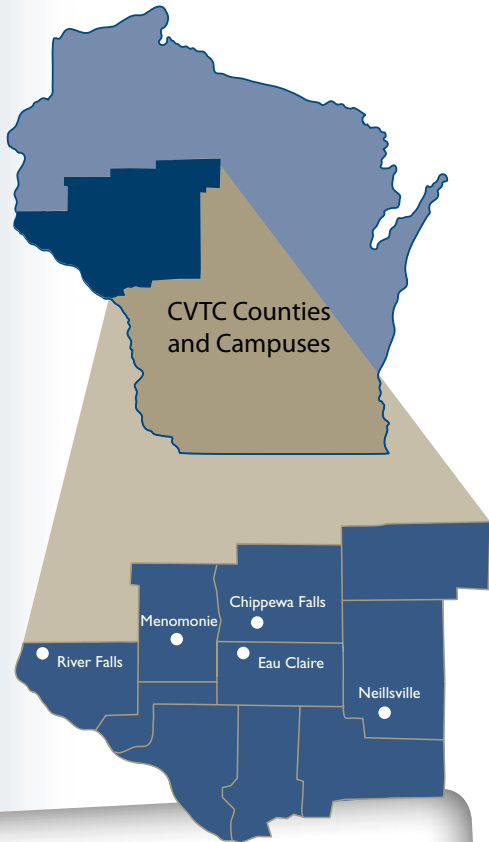 CVTC Counties
and Campuses
Chippewa Falls
Menomonie
River Falls
Eau Claire
Neillsville